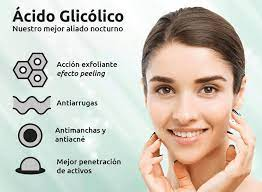 Ácido Glicólico
Nuestro mejor aliado nocturno
Acción exfoliante
efecto peeling
Antiarrugas
Antimanchas y
antiacné
Mejor penetración
de activos